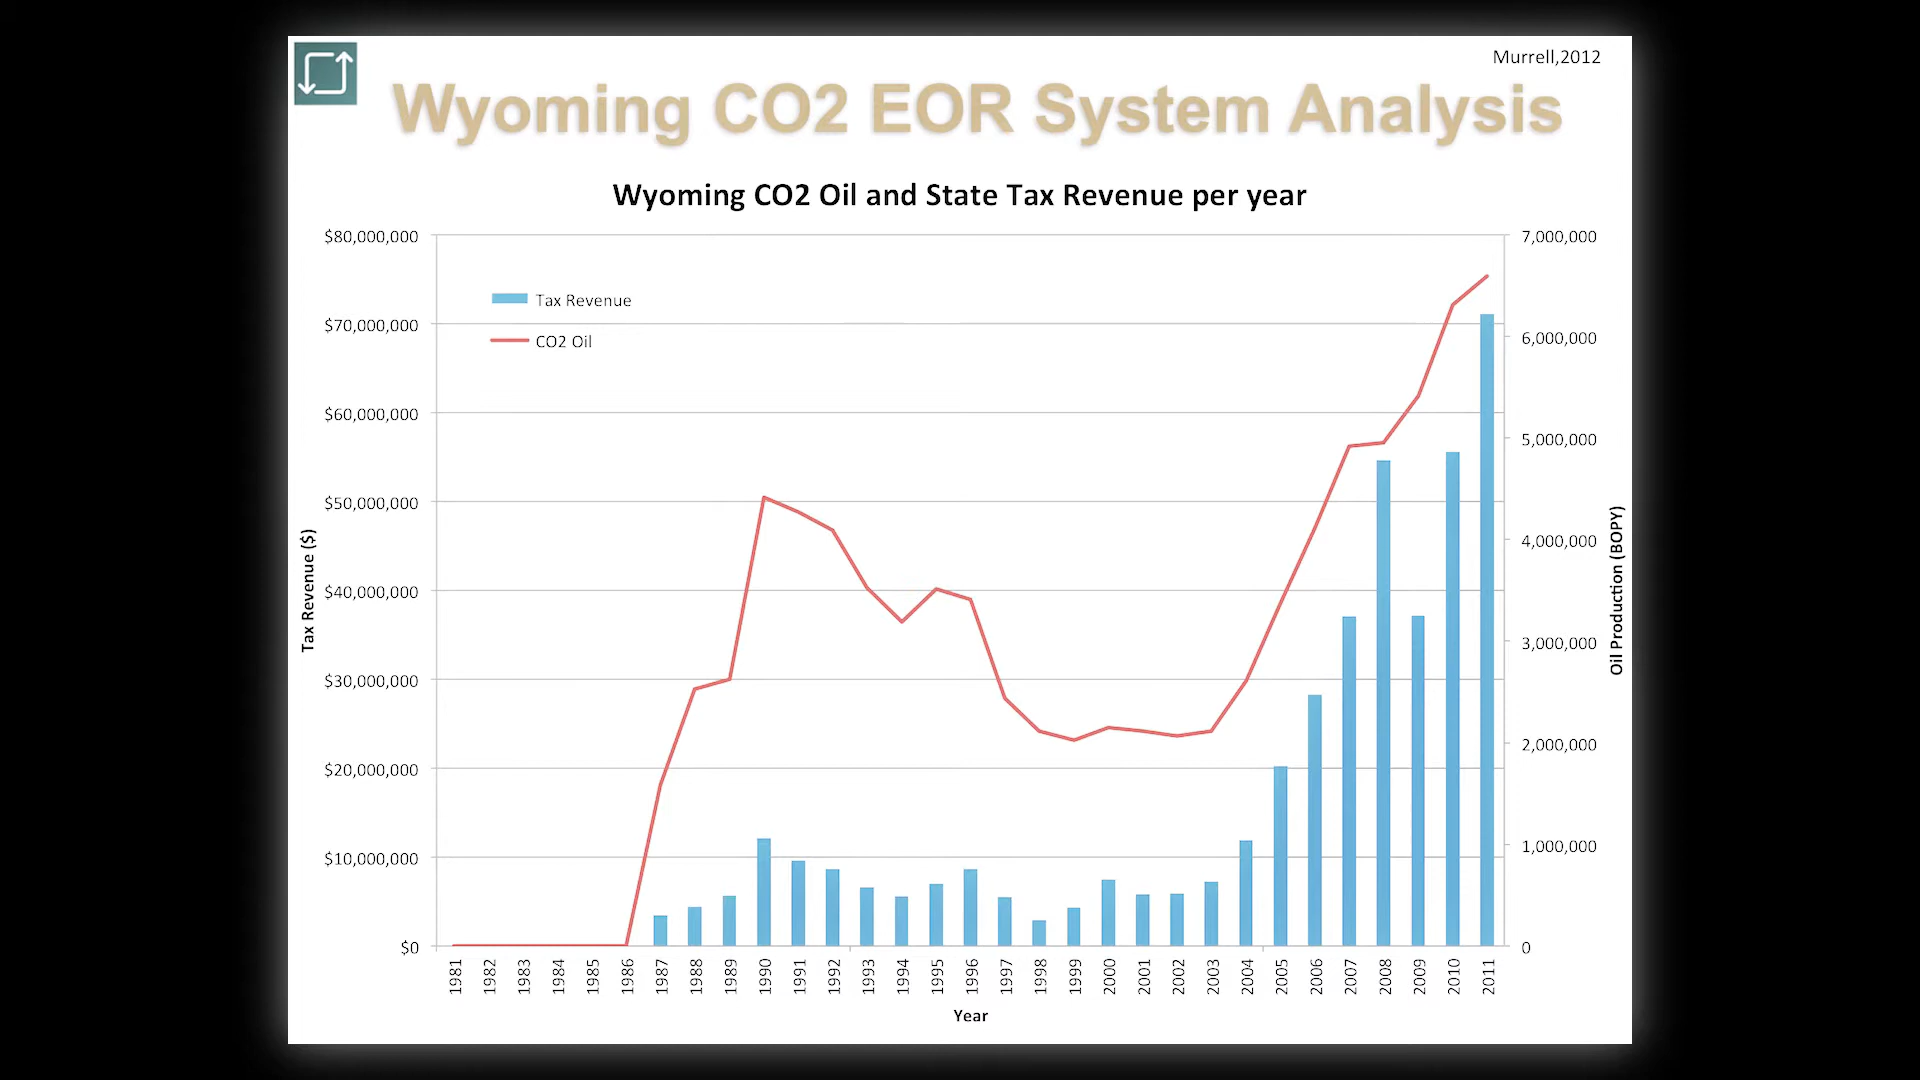 Murrell,2012
Wyoming CO2 EOR System Analysis
Wyoming CO2 Oil and State Tax Revenue per year
Tax Revenue
CO2 Oil
Tax Revenue ($)
$80,000,000
$70,000,000
$60,000,000
$50,000,000
$40,000,000
$30,000,000
$20,000,000
$10,000,000
$0
7,000,000
6,000,000
5,000,000
4,000,000
3,000,000
2,000,000
1,000,000
0
Oil Production (BOPY)
1981 1982 1983 1984 1985 1986 1987 1988 1989 1990 1991 1992 1993 1994 1995 1996 1997 1998 1999 2000 2001 2002 2003 2004 2005 2006 2007 2008 2009 2010 2011
Year